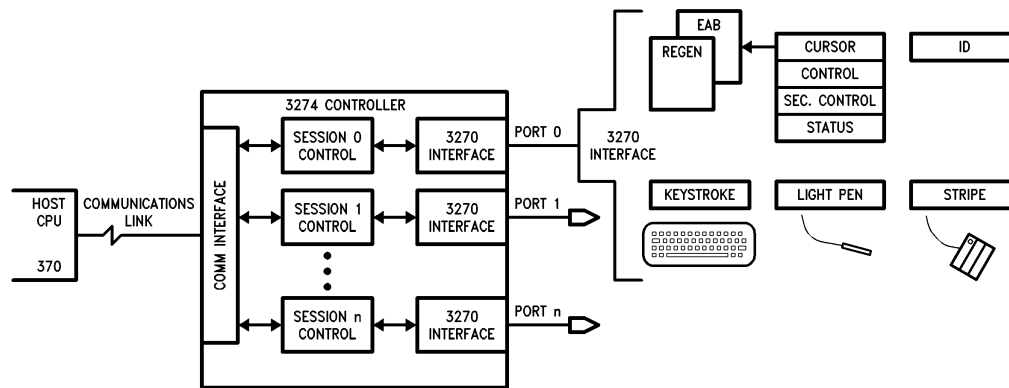 EAB
REGEN
CURSOR
CONTROL
SEC. CONTROL
STATUS
ID
3274 CONTROLLER
COMM INTERFACE
SESSION 0
CONTROL
3270
INTERFACE
PORT 0
3270
INTERFACE
HOST
CPU
370
COMMUNICATIONS
LINK
SESSION 1
CONTROL
3270
INTERFACE
PORT 1
KEYSTROKE
LIGHT PEN
STRIPE
SESSION n
CONTROL
3270
INTERFACE
PORT n